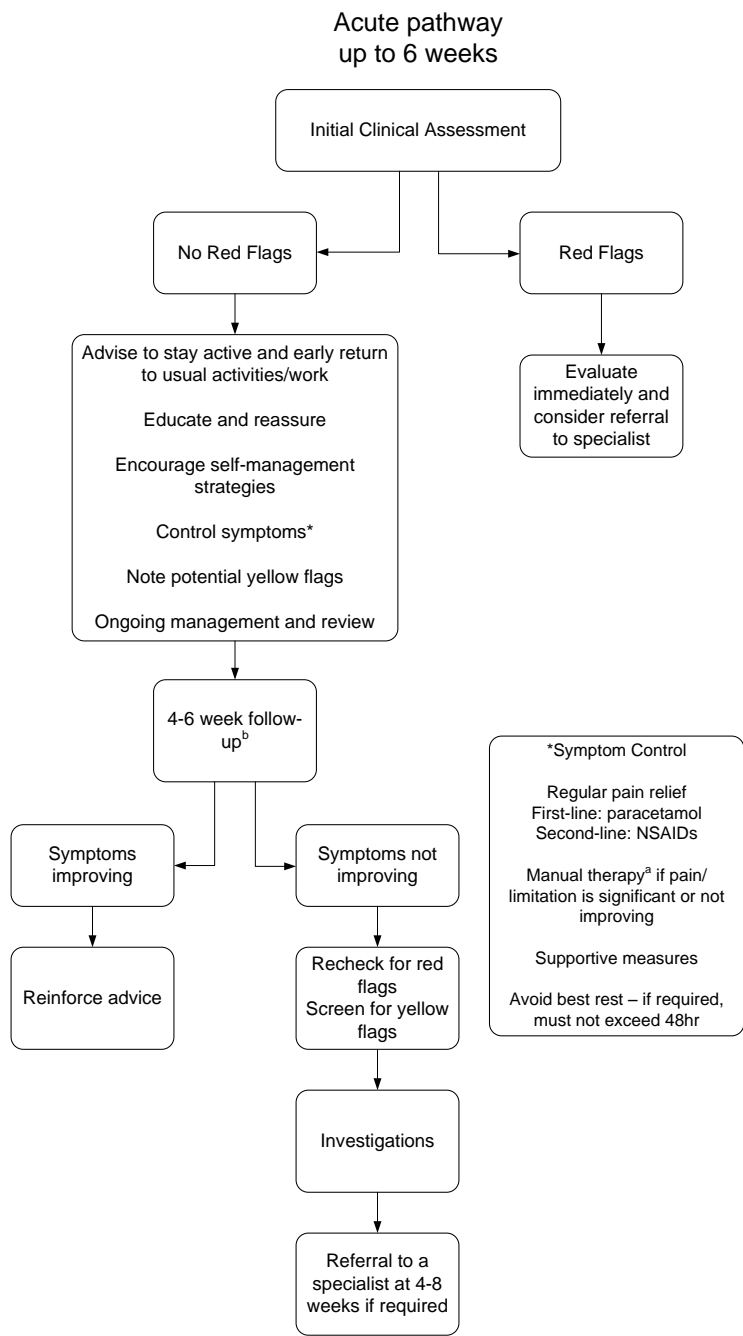 Acute pathway
up to 6 weeks
Initial Clinical Assessment
No Red Flags
Red Flags
Advise to stay active and early return
to usual activities/work
Educate and reassure
Encourage self-management
strategies
Control symptoms*
Note potential yellow flags
Ongoing management and review
Evaluate
immediately and
consider referral
to specialist
4-6 week follow-
up^b
*Symptom Control
Regular pain relief
First-line: paracetamol
Second-line: NSAIDs
Manual therapy^a if pain/
limitation is significant or not
improving
Supportive measures
Avoid best rest – if required,
must not exceed 48hr
Symptoms
improving
Symptoms not
improving
Reinforce advice
Recheck for red
flags
Screen for yellow
flags
Investigations
Referral to a
specialist at 4-8
weeks if required